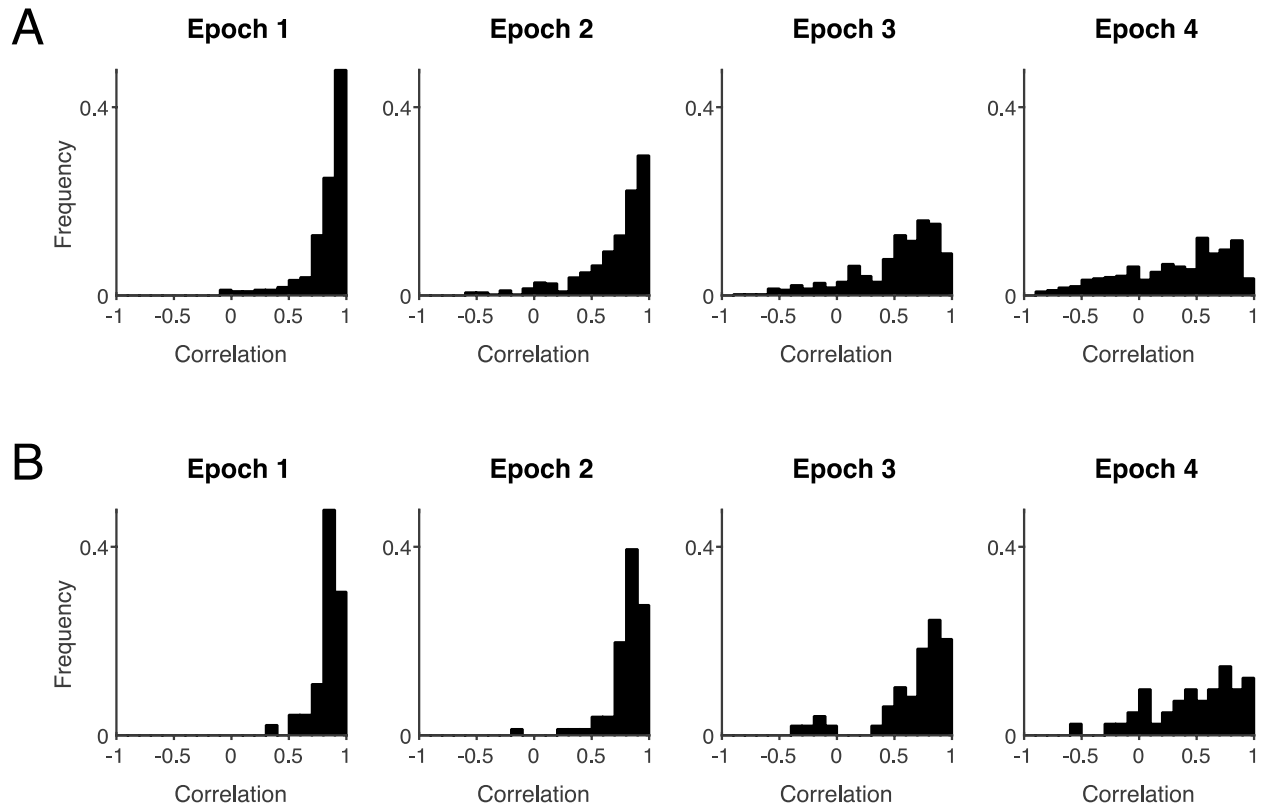 A
Epoch 1 Epoch 2 Epoch 3 Epoch 4
0.4 0.4 0.4 0.4
Frequency
0 0 0 0
-1 -0.5 0 0.5 1 -1 -0.5 0 0.5 1 -1 -0.5 0 0.5 1 -1 -0.5 0 0.5 1
Correlation Correlation Correlation Correlation
B
Epoch 1 Epoch 2 Epoch 3 Epoch 4
0.4 0.4 0.4 0.4
Frequency
0 0 0 0
-1 -0.5 0 0.5 1 -1 -0.5 0 0.5 1 -1 -0.5 0 0.5 1 -1 -0.5 0 0.5 1
Correlation Correlation Correlation Correlation